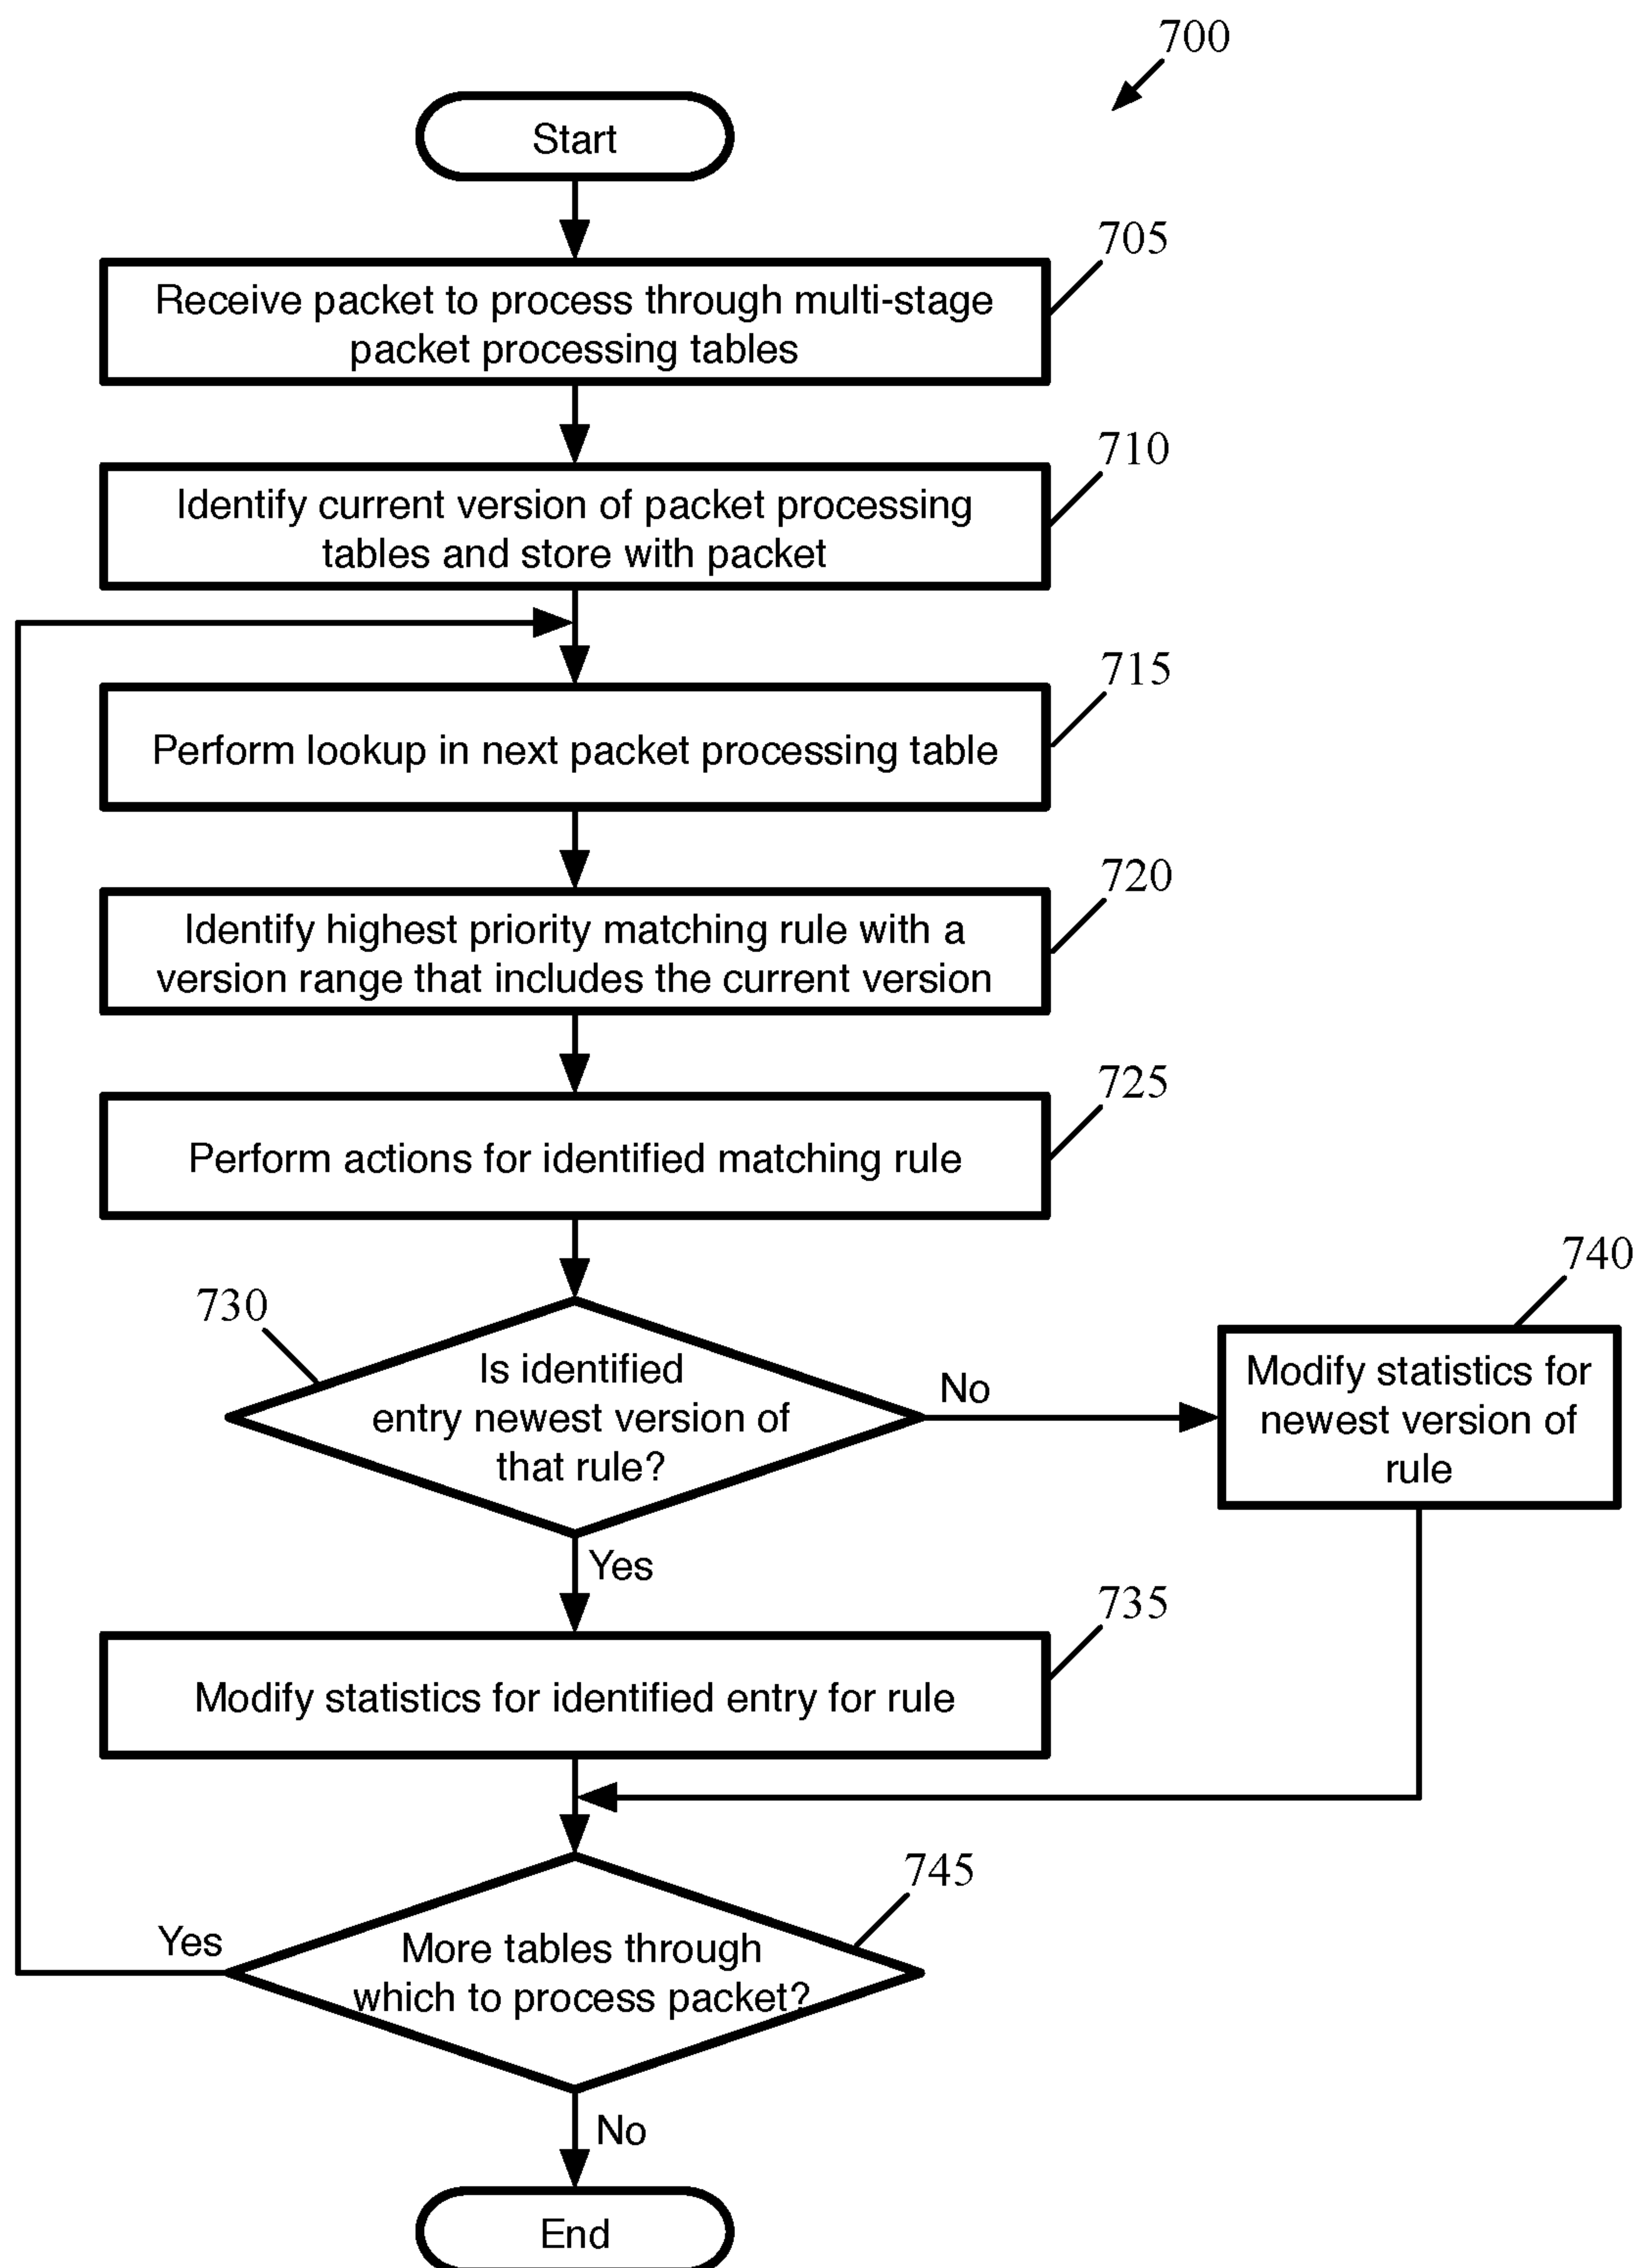 700
Start
705
Receive packet to process through multi-stage
packet processing tables
710
Identify current version of packet processing
tables and store with packet
715
Perform lookup in next packet processing table
720
Identify highest priority matching rule with a
version range that includes the current version
725
Perform actions for identified matching rule
730
Is identified
entry newest version of
that rule?
No
740
Modify statistics for
newest version of
rule
Yes
735
Modify statistics for identified entry for rule
745
Yes
More tables through
which to process packet?
No
End